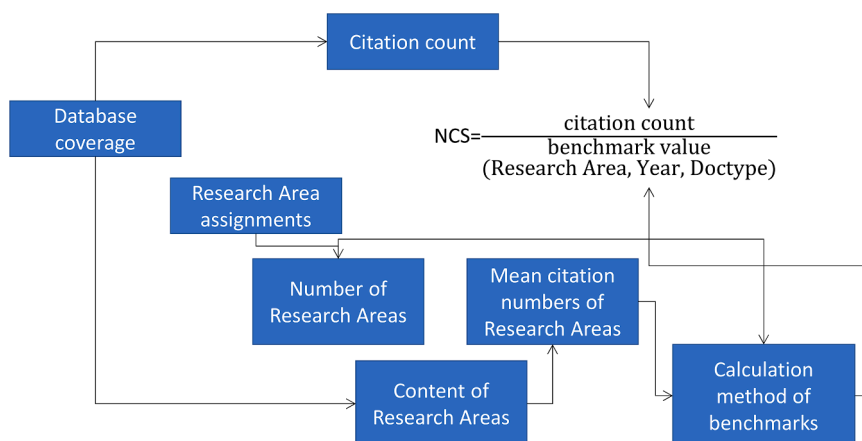 Citation count
Database
coverage
NCS=
citation count
benchmark value
(Research Area, Year, Doctype)
Research Area
assignments
Number of
Research Areas
Mean citation
numbers of
Research Areas
Content of
Research Areas
Calculation
method of
benchmarks